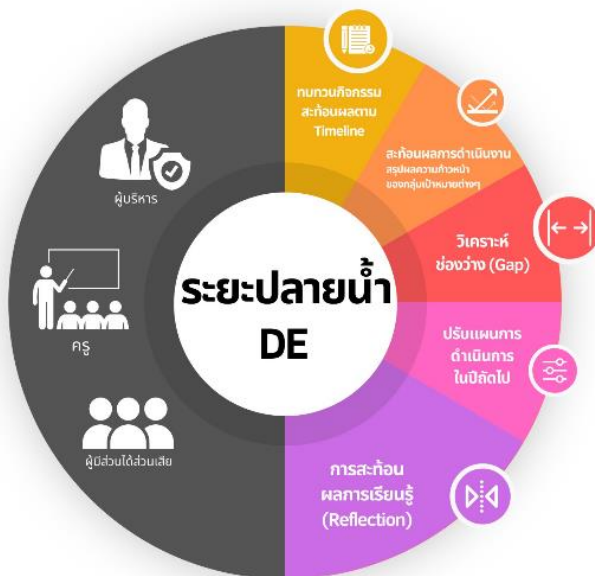 ระยะปลายน้ำ
DE
ผู้บริหาร
ครู
ผู้มีส่วนได้ส่วนเสีย
ทบทวนกิจกรรม
สะท้อนผลตาม
Timeline
สะท้อนผลการดำเนินงาน
สรุปผลความก้าวหน้า
ของกลุ่มเป้าหมายต่างๆ
วิเคราะห์
ช่องว่าง (Gap)
ปรับแผนการ
ดำเนินการ
ในปีถัดไป
การสะท้อน
ผลการเรียนรู้
(Reflection)